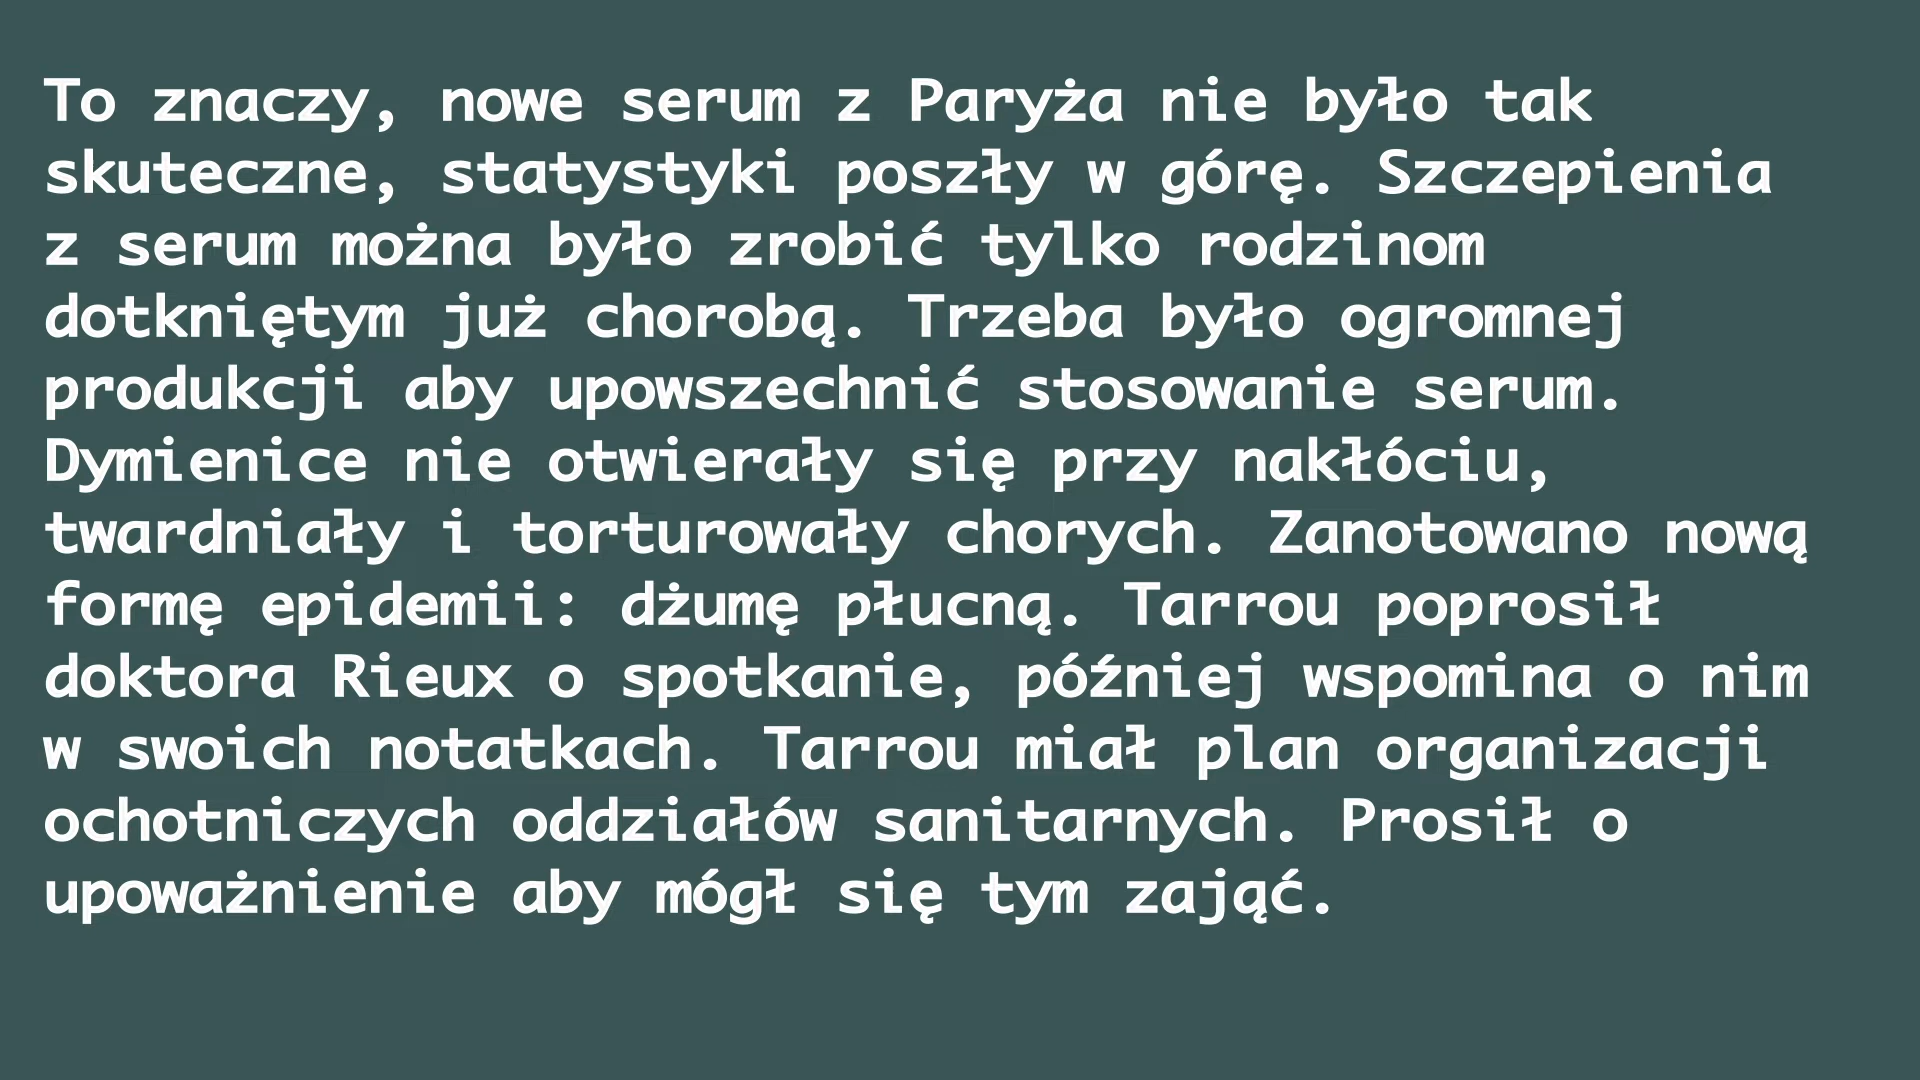 To znaczy, nowe serum z Paryża nie było tak
skuteczne, statystyki poszły w górę. Szczepienia
z serum można było zrobić tylko rodzinom
dotkniętym już chorobą. Trzeba było ogromnej
produkcji aby upowszechnić stosowanie serum.
Dymienice nie otwierały się przy nakłóciu,
twardniały i torturowały chorych. Zanotowano nową
formę epidemii: dżumę płucną. Tarrou poprosił
doktora Rieux o spotkanie, później wspomina o nim
w swoich notatkach. Tarrou miał plan organizacji
ochotniczych oddziałów sanitarnych. Prosił o
upoważnienie aby mógł się tym zająć.